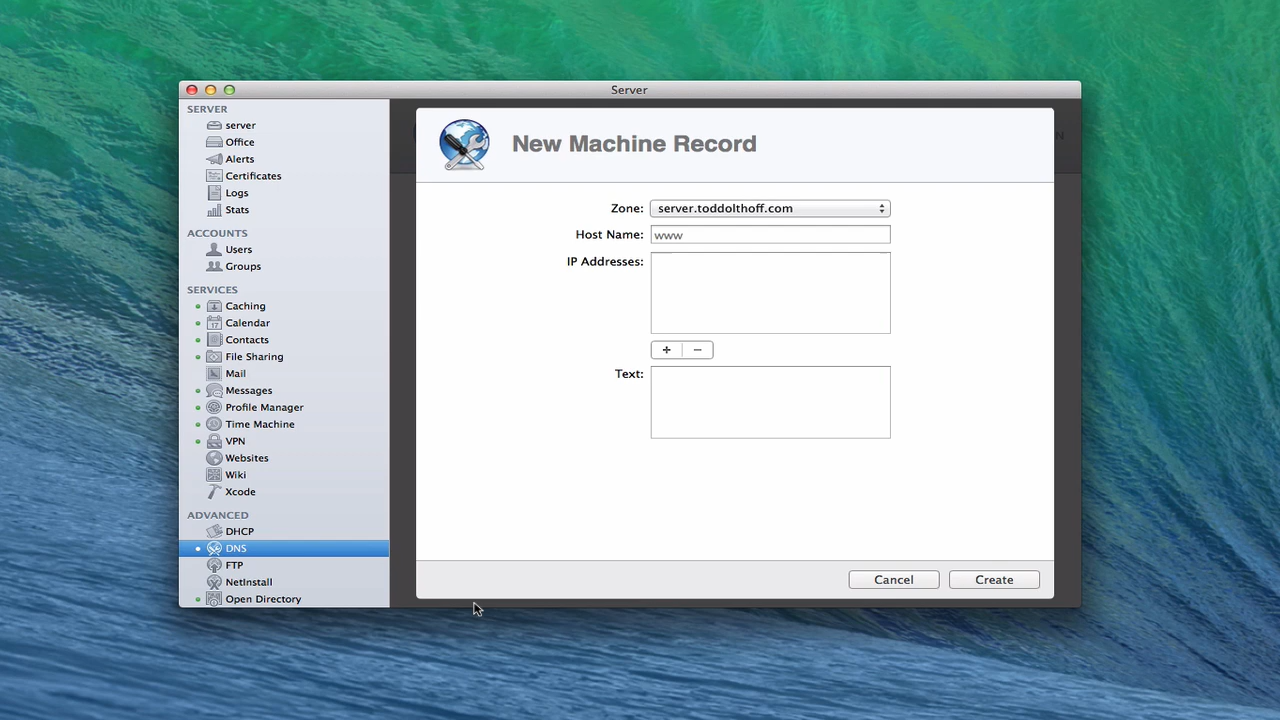 Server
SERVER
server
Office
Alerts
Certificates
Logs
Stats
ACCOUNTS
Users
Groups
SERVICES
Caching
17 Calendar
Contacts
File Sharing
Mail
Messages
Profile Manager
Time Machine
VPN
Websites
Wiki
Xcode
ADVANCED
DHCP
DNS
FTP
NetInstall
Open Directory
New Machine Record
Zone: server.toddolthoff.com
Host Name: www
IP Addresses:
+ −
Text:
Cancel Create